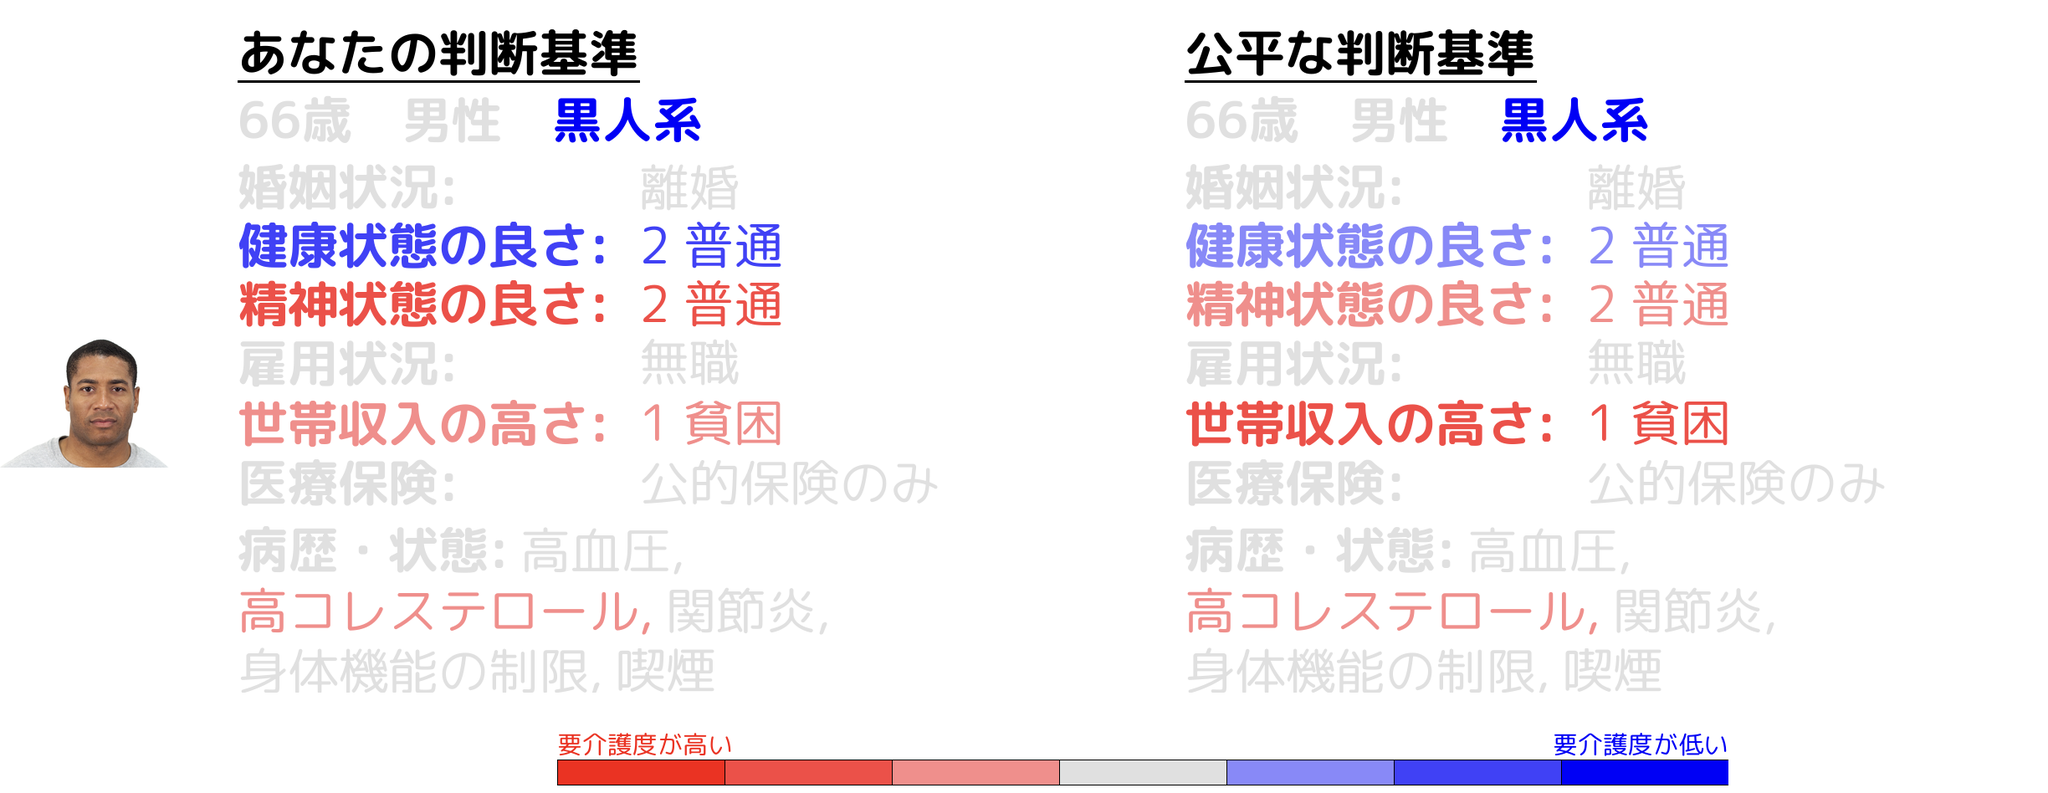 あなたの判断基準
66歳 男性 黒人系
婚姻状況: 離婚
健康状態の良さ: 2 普通
精神状態の良さ: 2 普通
雇用状況: 無職
世帯収入の高さ: 1 貧困
医療保険: 公的保険のみ
病歴・状態: 高血圧,
高コレステロール, 関節炎,
身体機能の制限, 喫煙
公平な判断基準
66歳 男性 黒人系
婚姻状況: 離婚
健康状態の良さ: 2 普通
精神状態の良さ: 2 普通
雇用状況: 無職
世帯収入の高さ: 1 貧困
医療保険: 公的保険のみ
病歴・状態: 高血圧,
高コレステロール, 関節炎,
身体機能の制限, 喫煙
要介護度が高い
要介護度が低い